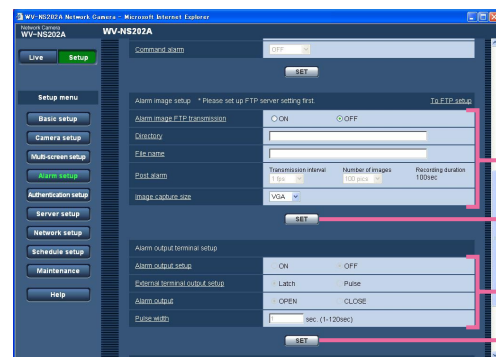 WV-NS202A Network Camera - Microsoft Internet Explorer
Network Camera
WV-NS202A
WV-NS202A
Live
Setup
Command alarm
OFF
SET
Setup menu
Alarm image setup * Please set up FTP server setting first.
To FTP setup
Basic setup
Alarm image FTP transmission
ON
OFF
Camera setup
Directory
Multi-screen setup
File name
Alarm setup
Post alarm
Transmission interval
Number of images
Recording duration
1 fps
100 pics
100sec
Authentication setup
Image capture size
VGA
Server setup
SET
Network setup
Schedule setup
Alarm output terminal setup
Maintenance
Alarm output setup
ON
OFF
External terminal output setup
Latch
Pulse
Help
Alarm output
OPEN
CLOSE
Pulse width
1
sec. (1-120sec)
SET